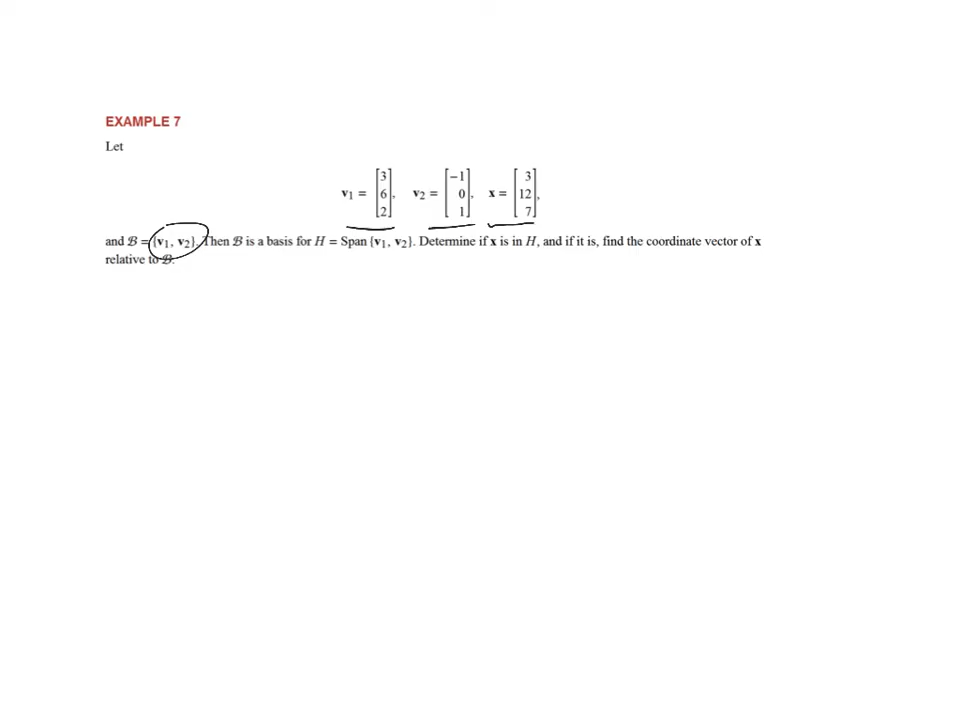 EXAMPLE 7
Let
v₁ = [3 6 2], v₂ = [−1 0 1], x = [3 12 7],
and ℬ = {v₁, v₂}. Then ℬ is a basis for H = Span {v₁, v₂}. Determine if x is in H, and if it is, find the coordinate vector of x
relative to ℬ.